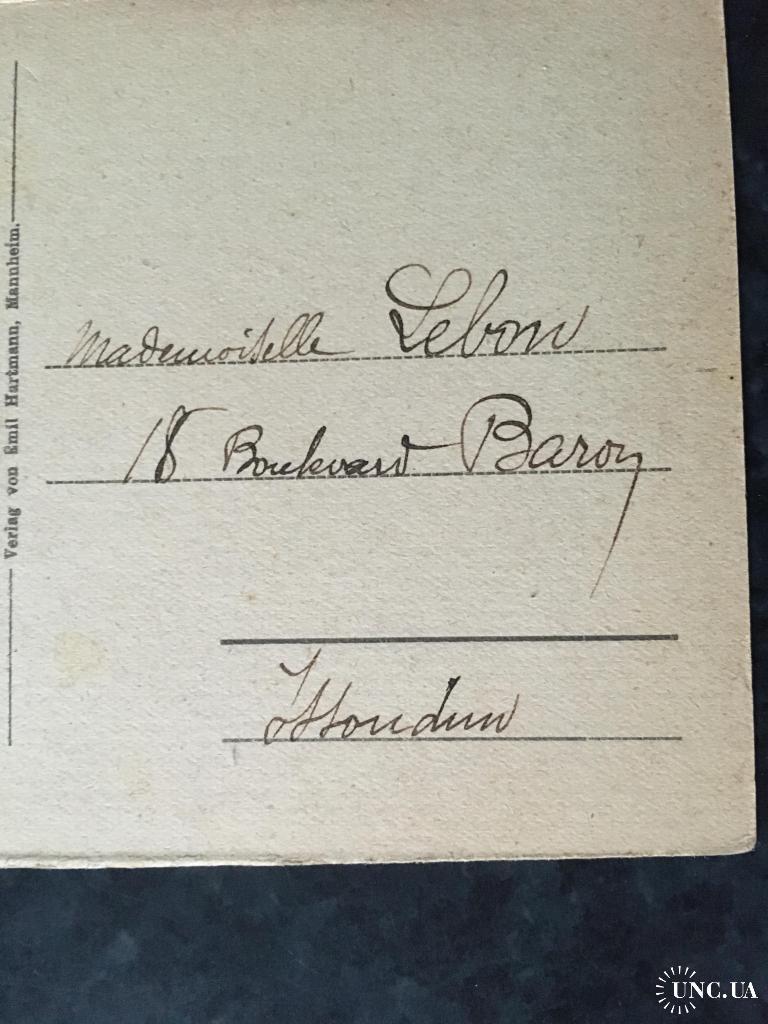 Verlag von Emil Hartmann, Mannheim.
Mademoiselle Lebon
18 Boulevard Baron
Issoudun
UNC.UA